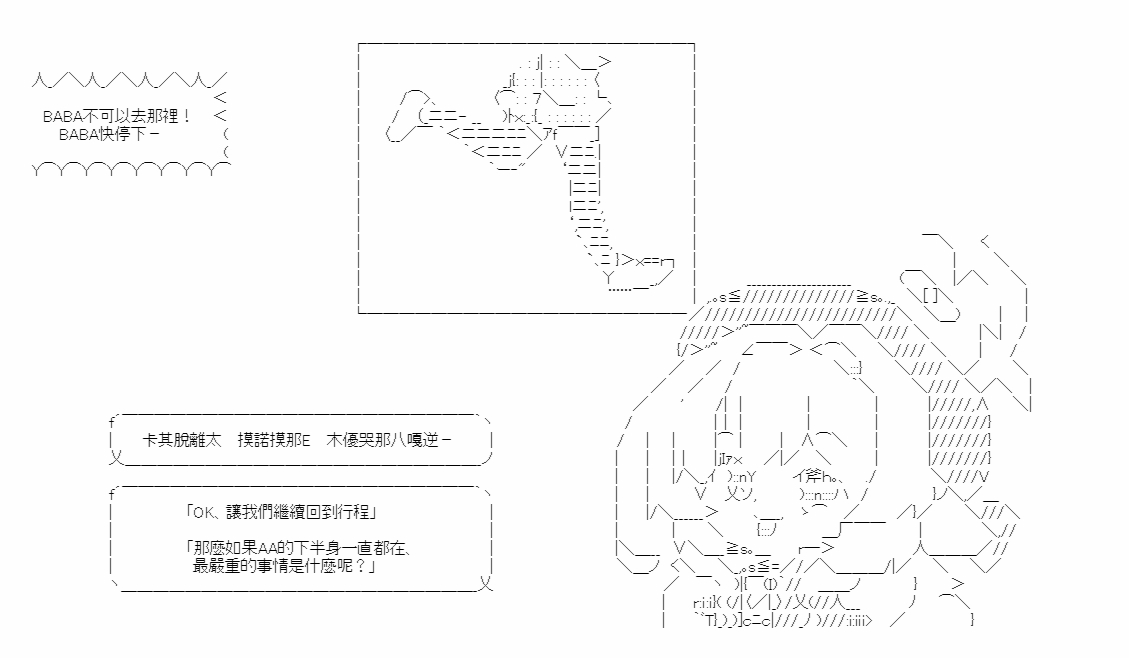 BABA不可以去那裡！
BABA快停下－
卡其脫離太　摸諾摸那E　木優哭那八嘎逆－
「OK、讓我們繼續回到行程」
「那麼如果AA的下半身一直都在、
最嚴重的事情是什麼呢？」